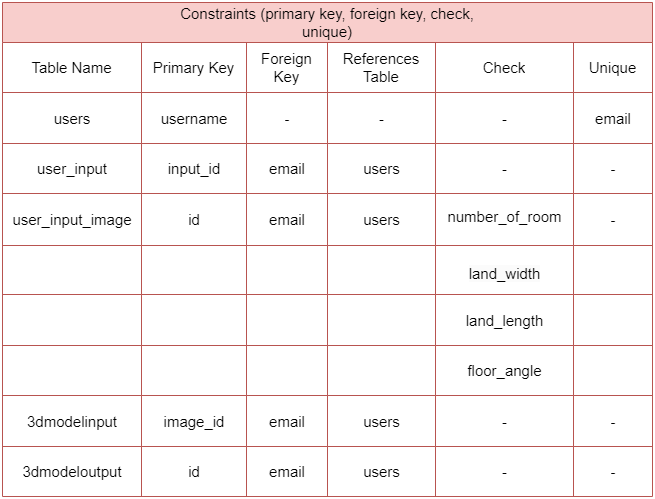 Constraints (primary key, foreign key, check,
unique)
Table Name Primary Key Foreign Key References Table Check Unique
users username - - - email
user_input input_id email users - -
user_input_image id email users number_of_room -
land_width
land_length
floor_angle
3dmodelinput image_id email users - -
3dmodeloutput id email users - -